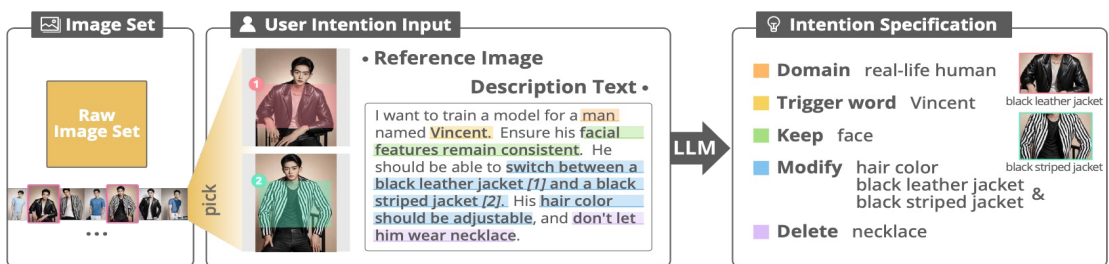 Image Set
Raw
Image Set
...
pick
User Intention Input
1
2
• Reference Image
Description Text •
I want to train a model for a man
named Vincent. Ensure his facial
features remain consistent. He
should be able to switch between a
black leather jacket [1] and a black
striped jacket [2]. His hair color
should be adjustable, and don't let
him wear necklace.
LLM
Intention Specification
Domain real-life human
Trigger word Vincent
Keep face
Modify hair color
black leather jacket
black striped jacket &
Delete necklace
black leather jacket
black striped jacket